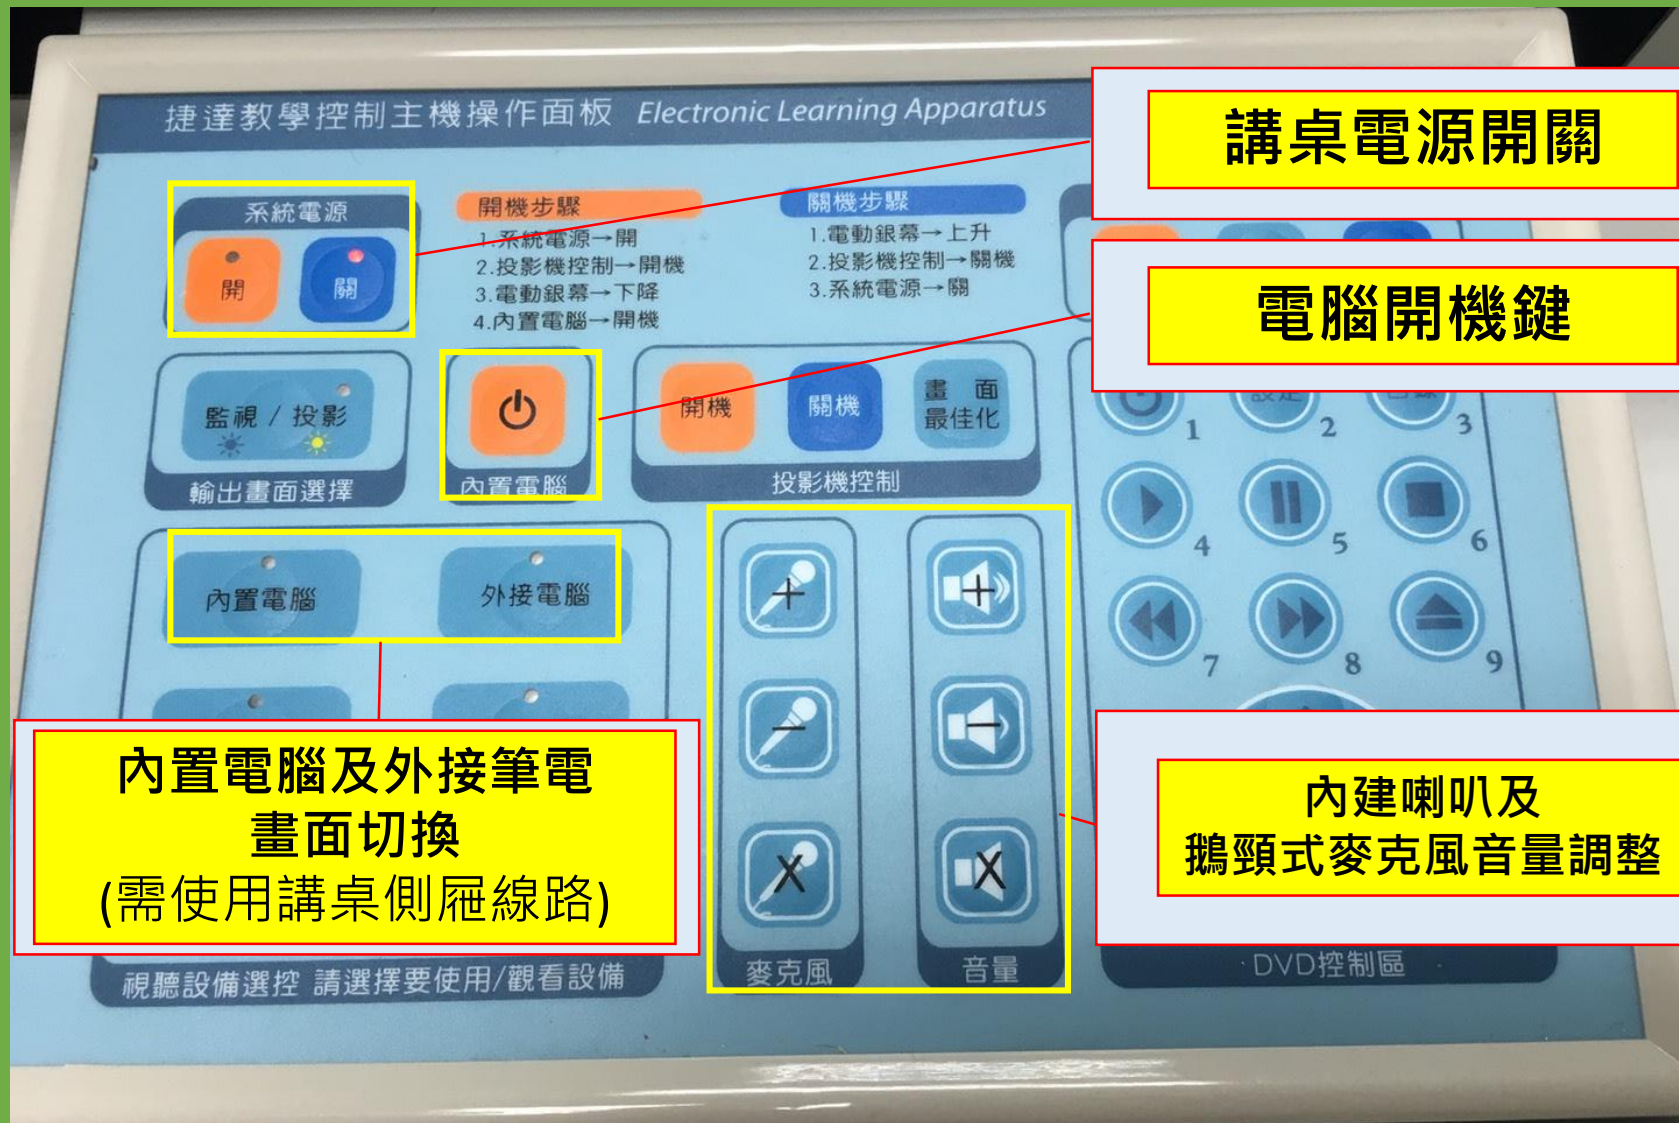 捷達教學控制主機操作面板 Electronic Learning Apparatus
講桌電源開關
系統電源
開
關
開機步驟
1.系統電源→開
2.投影機控制→開機
3.電動銀幕→下降
4.內置電腦→開機
關機步驟
1.電動銀幕→上升
2.投影機控制→關機
3.系統電源→關
電腦開機鍵
監視 / 投影
輸出畫面選擇
內置電腦
開機
關機
畫 面
最佳化
投影機控制
1
2
3
4
5
6
7
8
9
內置電腦
外接電腦
內置電腦及外接筆電
畫面切換
(需使用講桌側屜線路)
視聽設備選控 請選擇要使用/觀看設備
麥克風
音量
內建喇叭及
鵝頸式麥克風音量調整
DVD控制區